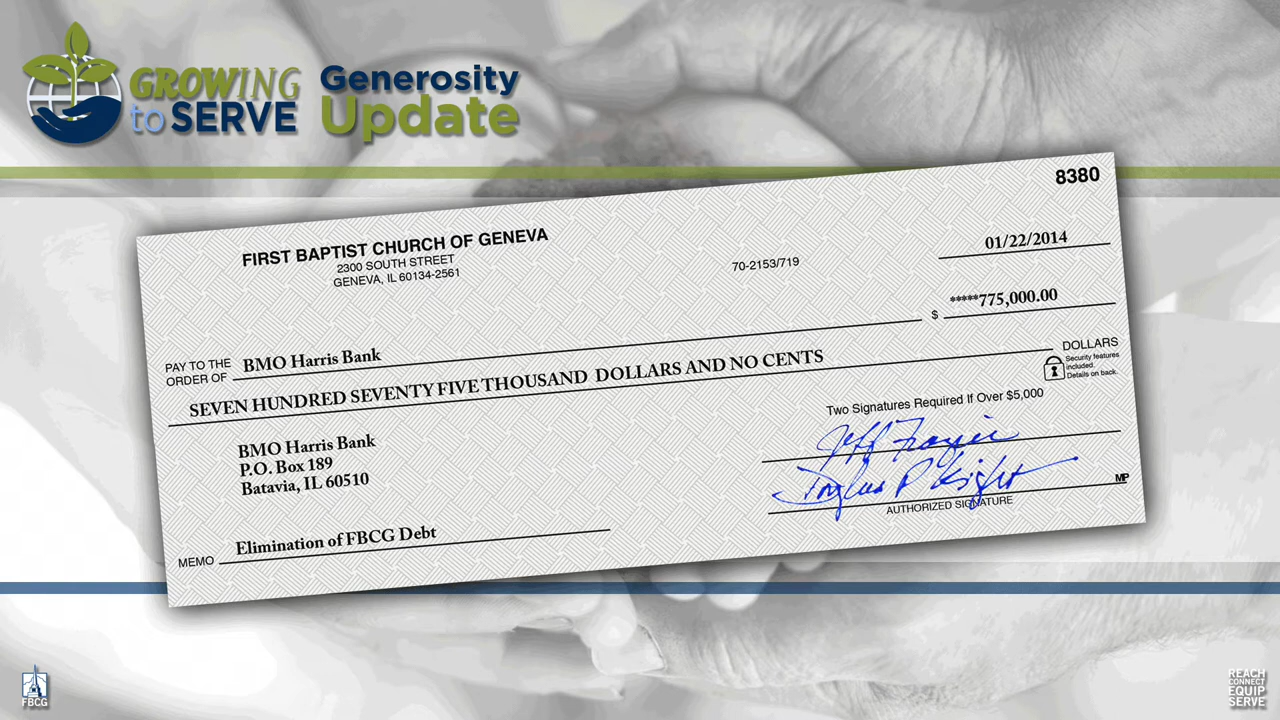 GROWING
to SERVE
Generosity
Update
8380
FIRST BAPTIST CHURCH OF GENEVA
2300 SOUTH STREET
GENEVA, IL 60134-2561
70-2153/719
01/22/2014
$ *****775,000.00
PAY TO THE
ORDER OF BMO Harris Bank
SEVEN HUNDRED SEVENTY FIVE THOUSAND DOLLARS AND NO CENTS
DOLLARS
Security features
included.
Details on back.
BMO Harris Bank
P.O. Box 189
Batavia, IL 60510
Two Signatures Required If Over $5,000
Jeff Frazier
Douglas P Knight
MP
AUTHORIZED SIGNATURE
MEMO Elimination of FBCG Debt
FBCG
REACH
CONNECT
EQUIP
SERVE